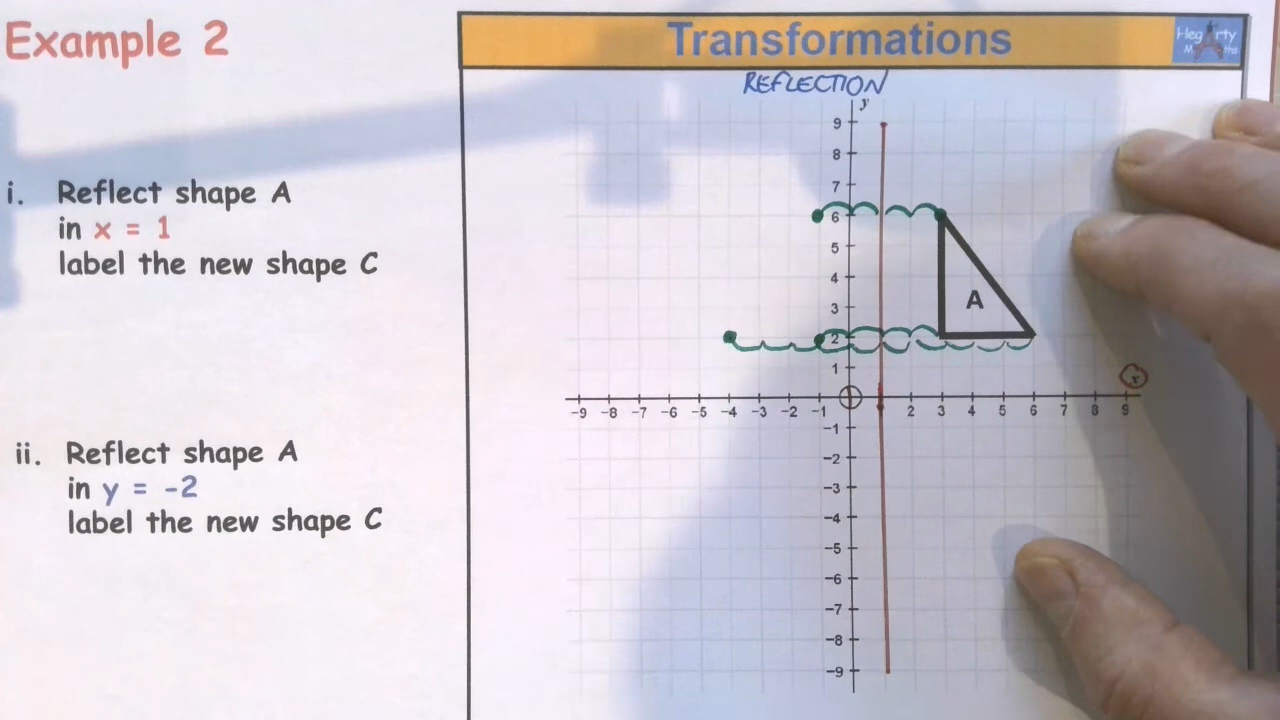 Example 2
Transformations
Hegarty
Maths
REFLECTION
i. Reflect shape A
in x = 1
label the new shape C
ii. Reflect shape A
in y = -2
label the new shape C
y
9
8
7
6
5
4
3
2
1
A
x
-9 -8 -7 -6 -5 -4 -3 -2 -1 2 3 4 5 6 7 8 9
-1
-2
-3
-4
-5
-6
-7
-8
-9